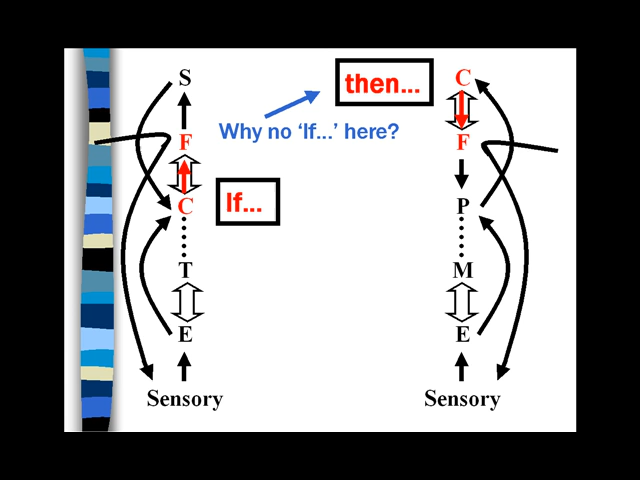 S
then...
C
Why no ‘If...’ here?
F
F
C
If...
P
T
M
E
E
Sensory
Sensory